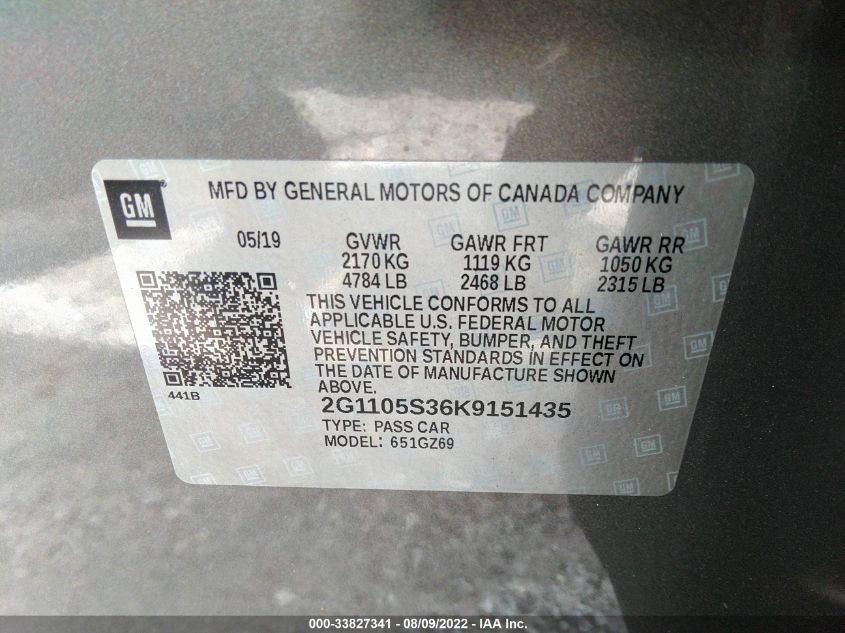 GM
MFD BY GENERAL MOTORS OF CANADA COMPANY
05/19 GVWR GAWR FRT GAWR RR
2170 KG 1119 KG 1050 KG
4784 LB 2468 LB 2315 LB
THIS VEHICLE CONFORMS TO ALL
APPLICABLE U.S. FEDERAL MOTOR
VEHICLE SAFETY, BUMPER, AND THEFT
PREVENTION STANDARDS IN EFFECT ON
THE DATE OF MANUFACTURE SHOWN
ABOVE.
441B
2G1105S36K9151435
TYPE: PASS CAR
MODEL: 651GZ69
000-33827341 - 08/09/2022 - IAA Inc.